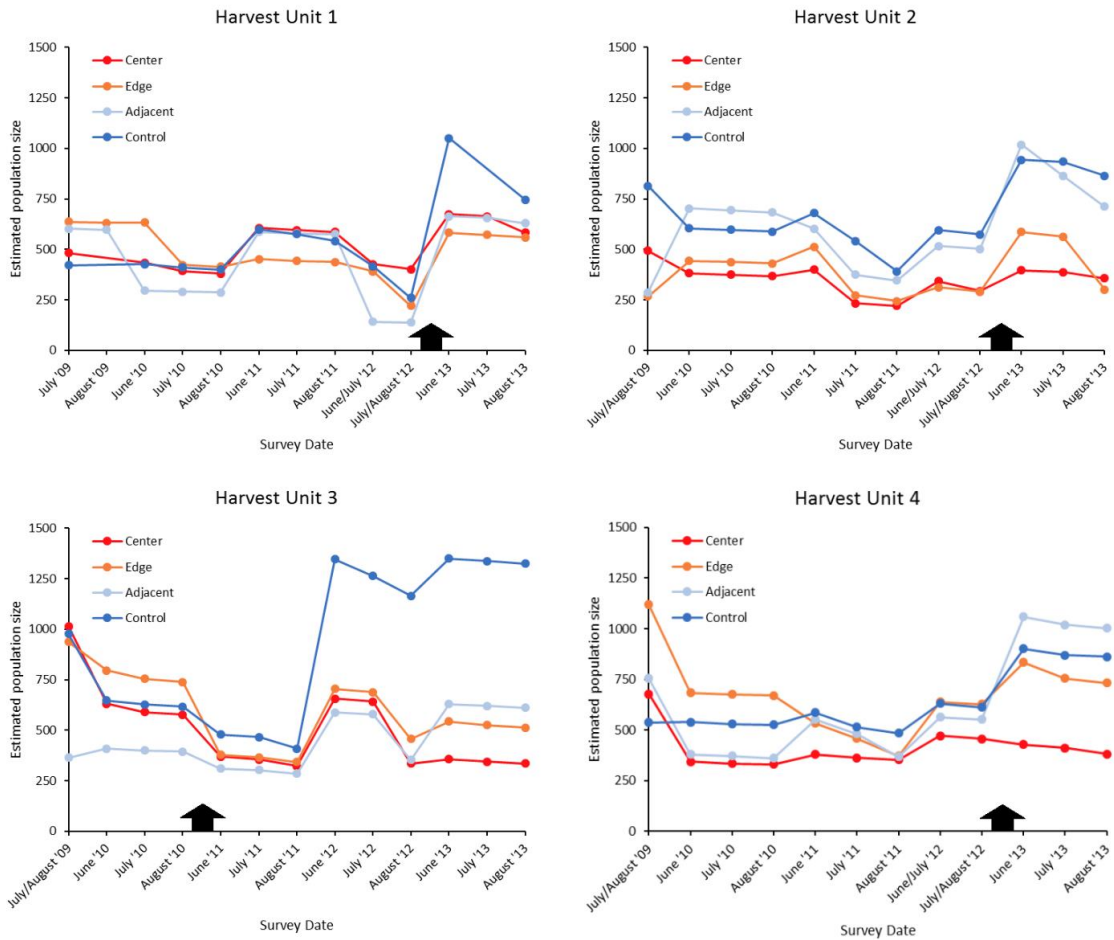 Harvest Unit 1
1500
1250
1000
750
500
250
0
Estimated population size
Center
Edge
Adjacent
Control
July '09
August '09
June '10
July '10
August '10
June '11
July '11
August '11
June/July '12
July/August '12
June '13
July '13
August '13
Survey Date
Harvest Unit 2
1500
1250
1000
750
500
250
0
Estimated population size
Center
Edge
Adjacent
Control
July/August '09
June '10
July '10
August '10
June '11
July '11
August '11
June/July '12
July/August '12
June '13
July '13
August '13
Survey Date
Harvest Unit 3
1500
1250
1000
750
500
250
0
Estimated population size
Center
Edge
Adjacent
Control
July/August '09
June '10
July '10
August '10
June '11
July '11
August '11
June '12
July '12
August '12
June '13
July '13
August '13
Survey Date
Harvest Unit 4
1500
1250
1000
750
500
250
0
Estimated population size
Center
Edge
Adjacent
Control
July/August '09
June '10
July '10
August '10
June '11
July '11
August '11
June/July '12
July/August '12
June '13
July '13
August '13
Survey Date